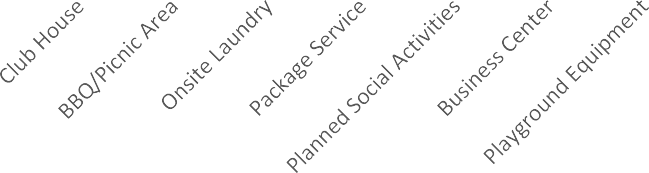 Club House
BBQ/Picnic Area
Onsite Laundry
Package Service
Planned Social Activities
Business Center
Playground Equipment